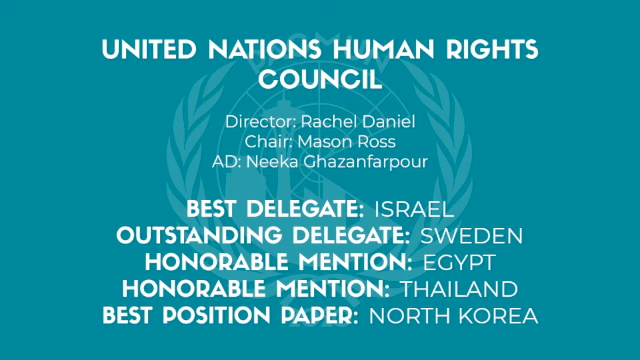 UNITED NATIONS HUMAN RIGHTS
COUNCIL
Director: Rachel Daniel
Chair: Mason Ross
AD: Neeka Ghazanfarpour
BEST DELEGATE: ISRAEL
OUTSTANDING DELEGATE: SWEDEN
HONORABLE MENTION: EGYPT
HONORABLE MENTION: THAILAND
BEST POSITION PAPER: NORTH KOREA